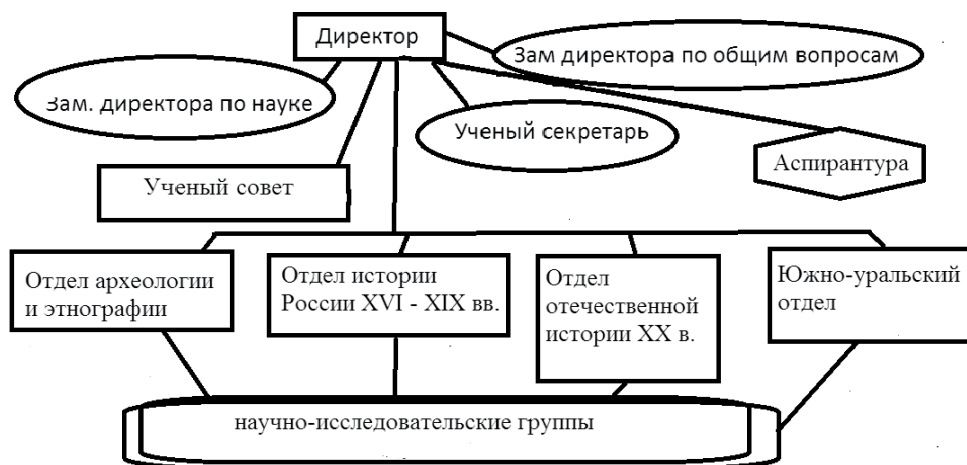 Директор
Зам директора по общим вопросам
Зам. директора по науке
Ученый секретарь
Аспирантура
Ученый совет
Отдел археологии
и этнографии
Отдел истории
России XVI - XIX вв.
Отдел
отечественной
истории XX в.
Южно-уральский
отдел
научно-исследовательские группы